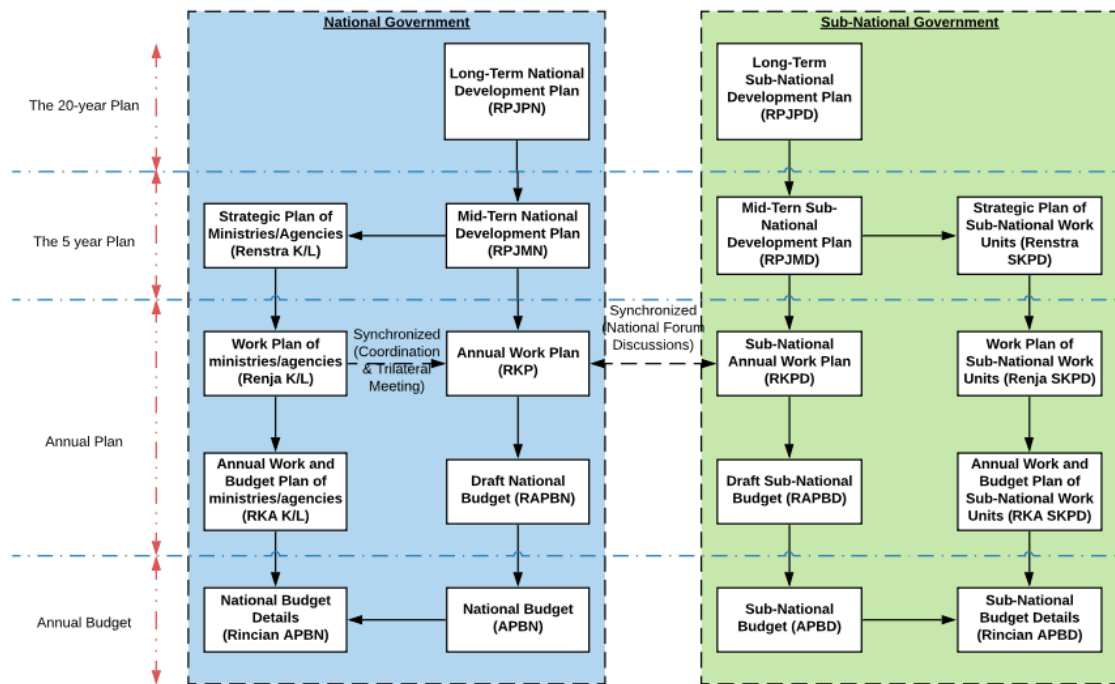 National Government
Sub-National Government
The 20-year Plan
Long-Term National
Development Plan
(RPJPN)
Long-Term
Sub-National
Development Plan
(RPJPD)
The 5 year Plan
Strategic Plan of
Ministries/Agencies
(Renstra K/L)
Mid-Tern National
Development Plan
(RPJMN)
Mid-Tern Sub-
National
Development Plan
(RPJMD)
Strategic Plan of
Sub-National Work
Units (Renstra
SKPD)
Annual Plan
Work Plan of
ministries/agencies
(Renja K/L)
Synchronized
(Coordination
& Trilateral
Meeting)
Annual Work Plan
(RKP)
Synchronized
(National Forum
Discussions)
Sub-National
Annual Work Plan
(RKPD)
Work Plan of
Sub-National Work
Units (Renja SKPD)
Annual Work and
Budget Plan of
ministries/agencies
(RKA K/L)
Draft National
Budget (RAPBN)
Draft Sub-National
Budget (RAPBD)
Annual Work and
Budget Plan of
Sub-National Work
Units (RKA SKPD)
Annual Budget
National Budget
Details
(Rincian APBN)
National Budget
(APBN)
Sub-National
Budget (APBD)
Sub-National
Budget Details
(Rincian APBD)